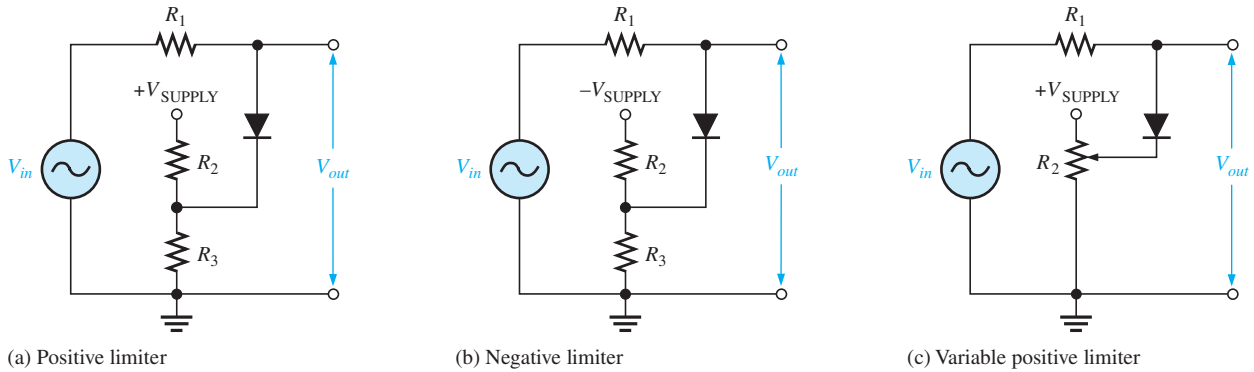 R1
+VSUPPLY
R2
Vin
Vout
R3
(a) Positive limiter
R1
−VSUPPLY
R2
Vin
Vout
R3
(b) Negative limiter
R1
+VSUPPLY
R2
Vin
Vout
(c) Variable positive limiter